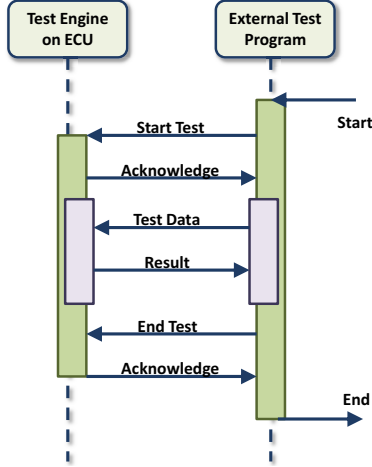 Test Engine
on ECU
External Test
Program
Start
Start Test
Acknowledge
Test Data
Result
End Test
Acknowledge
End